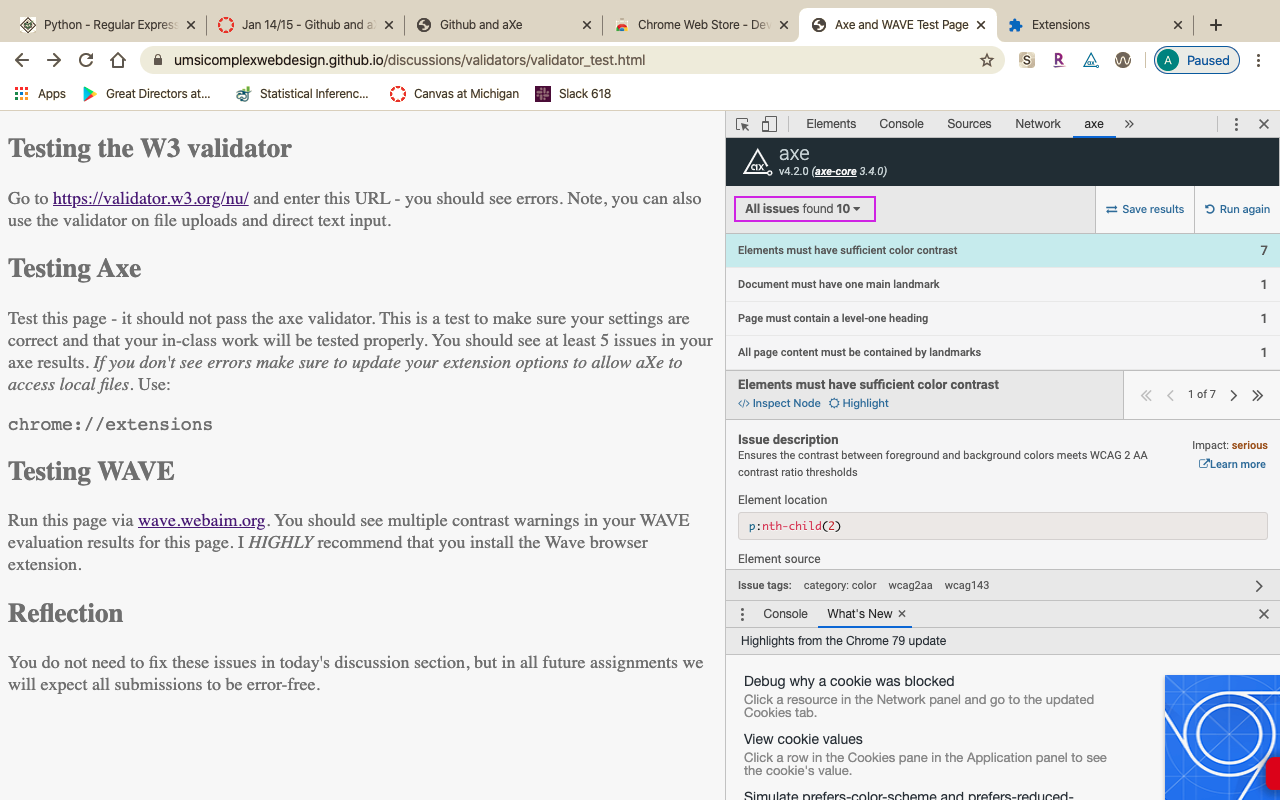 Python - Regular Express
Jan 14/15 - Github and aX
Github and aXe
Chrome Web Store - Dev
Axe and WAVE Test Page
Extensions
umsicomplexwebdesign.github.io/discussions/validators/validator_test.html
S
R
A
Paused
Apps
Great Directors at...
Statistical Inferenc...
Canvas at Michigan
Slack 618
Testing the W3 validator
Go to https://validator.w3.org/nu/ and enter this URL - you should see errors. Note, you can also
use the validator on file uploads and direct text input.
Testing Axe
Test this page - it should not pass the axe validator. This is a test to make sure your settings are
correct and that your in-class work will be tested properly. You should see at least 5 issues in your
axe results. If you don't see errors make sure to update your extension options to allow aXe to
access local files. Use:
chrome://extensions
Testing WAVE
Run this page via wave.webaim.org. You should see multiple contrast warnings in your WAVE
evaluation results for this page. I HIGHLY recommend that you install the Wave browser
extension.
Reflection
You do not need to fix these issues in today's discussion section, but in all future assignments we
will expect all submissions to be error-free.
Elements
Console
Sources
Network
axe
axe
v4.2.0 (axe-core 3.4.0)
All issues found 10
Save results
Run again
Elements must have sufficient color contrast 7
Document must have one main landmark 1
Page must contain a level-one heading 1
All page content must be contained by landmarks 1
Elements must have sufficient color contrast
</> Inspect Node Highlight
1 of 7
Issue description
Ensures the contrast between foreground and background colors meets WCAG 2 AA
contrast ratio thresholds
Impact: serious
Learn more
Element location
p:nth-child(2)
Element source
Issue tags: category: color wcag2aa wcag143
Console
What's New
Highlights from the Chrome 79 update
Debug why a cookie was blocked
Click a resource in the Network panel and go to the updated
Cookies tab.
View cookie values
Click a row in the Cookies pane in the Application panel to see
the cookie's value.
Simulate prefers-color-scheme and prefers-reduced-